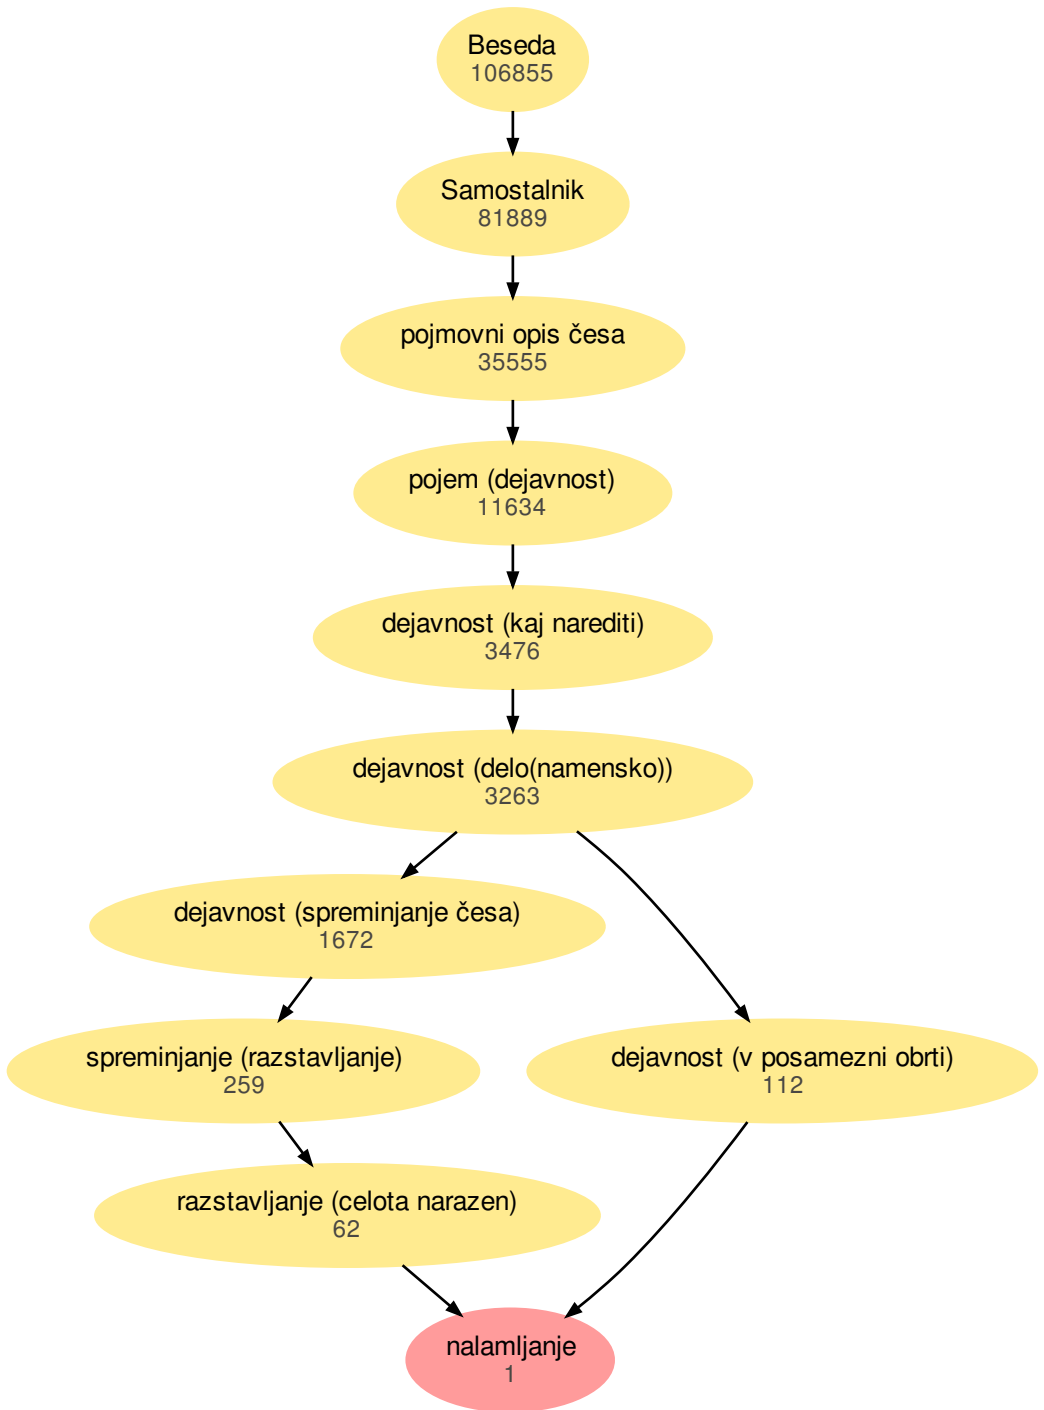 Beseda
106855
Samostalnik
81889
pojmovni opis česa
35555
pojem (dejavnost)
11634
dejavnost (kaj narediti)
3476
dejavnost (delo(namensko))
3263
dejavnost (spreminjanje česa)
1672
spreminjanje (razstavljanje)
259
dejavnost (v posamezni obrti)
112
razstavljanje (celota narazen)
62
nalamljanje
1